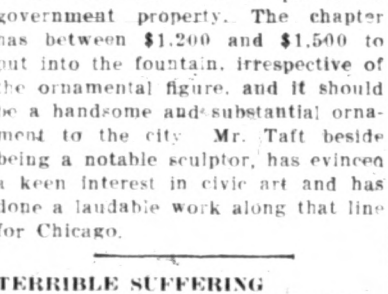 government property. The chapter
has between $1,200 and $1,500 to
put into the fountain, irrespective of
the ornamental figure, and it should
be a handsome and substantial orna-
ment to the city Mr. Taft beside
being a notable sculptor, has evinced
a keen interest in civic art and has
done a laudable work along that line
for Chicago.
TERRIBLE SUFFERING